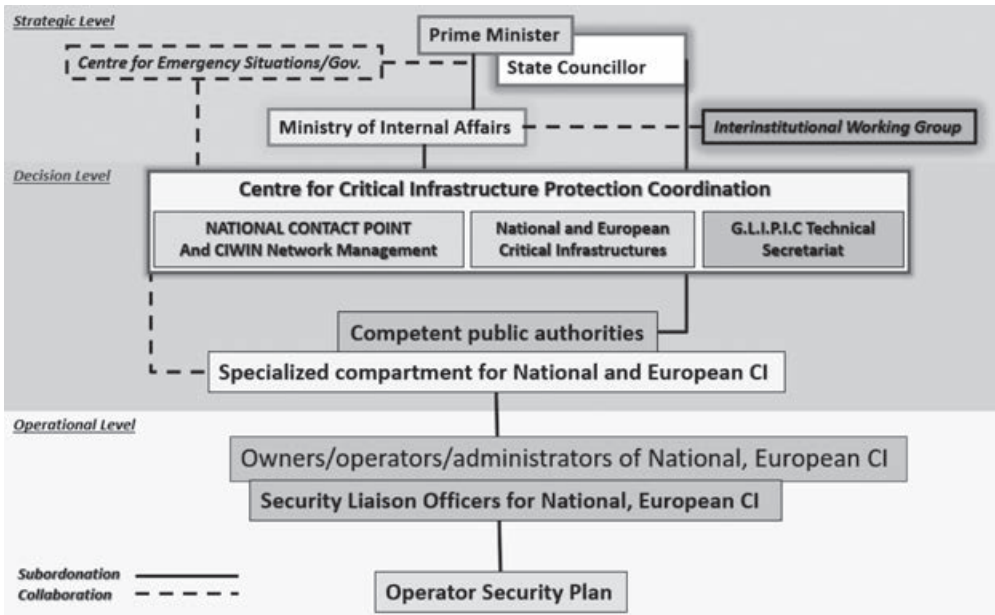 Strategic Level
Prime Minister
State Councillor
Centre for Emergency Situations/Gov.
Ministry of Internal Affairs
Interinstitutional Working Group
Decision Level
Centre for Critical Infrastructure Protection Coordination
NATIONAL CONTACT POINT
And CIWIN Network Management
National and European
Critical Infrastructures
G.L.I.P.I.C Technical
Secretariat
Competent public authorities
Specialized compartment for National and European CI
Operational Level
Owners/operators/administrators of National, European CI
Security Liaison Officers for National, European CI
Subordonation
Collaboration
Operator Security Plan